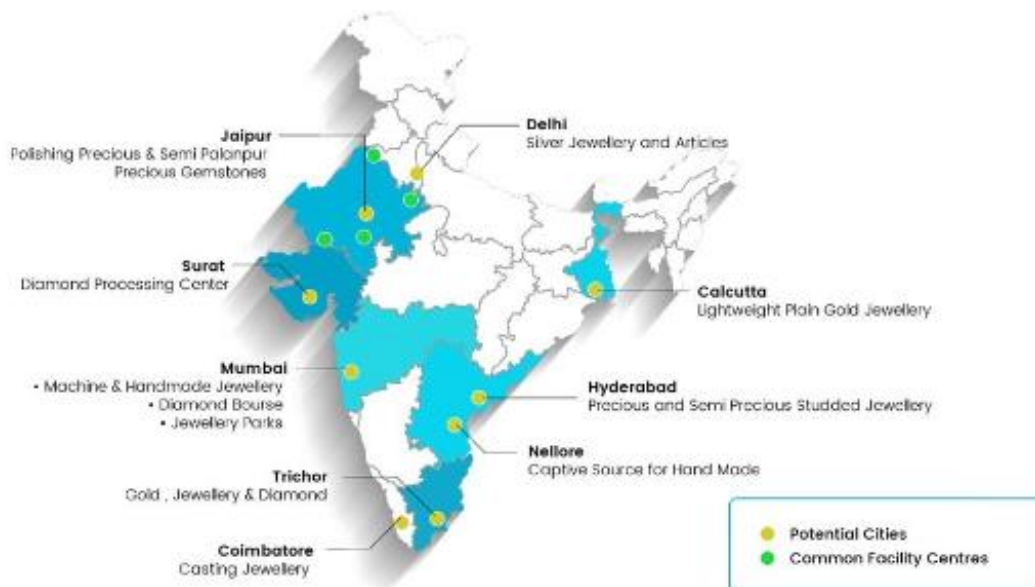 Jaipur
Polishing Precious & Semi Palanpur
Precious Gemstones
Delhi
Silver Jewellery and Articles
Surat
Diamond Processing Center
Calcutta
Lightweight Plain Gold Jewellery
Mumbai
• Machine & Handmade Jewellery
• Diamond Bourse
• Jewellery Parks
Hyderabad
Precious and Semi Precious Studded Jewellery
Nellore
Captive Source for Hand Made
Trichor
Gold , Jewellery & Diamond
Coimbatore
Casting Jewellery
Potential Cities
Common Facility Centres